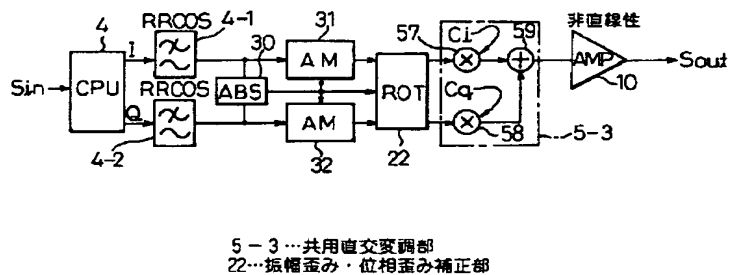 RROOS
4-1
4
I
31
57
Ci
59
非直線性
Sin
CPU
30
AM
ABS
ROT
AMP
Sout
10
RROOS
Q
Cq
AM
58
4-2
32
22
5-3
5-3…共用直交変調部
22…振幅歪み・位相歪み補正部